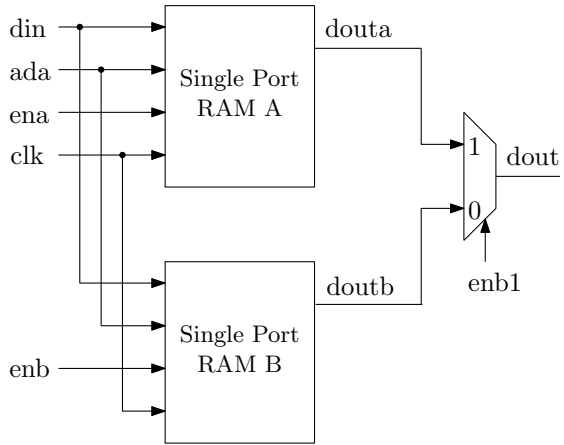 din
ada
ena
clk
Single Port
RAM A
douta
1
0
dout
enb1
enb
Single Port
RAM B
doutb